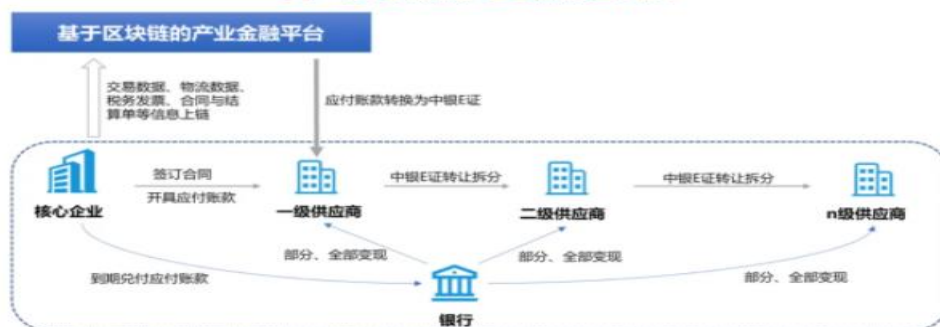 基于区块链的产业金融平台
交易数据、物流数据、
税务发票、合同与结
算单等信息上链
应付账款转换为中银E证
签订合同
开具应付账款
中银E证转让拆分
中银E证转让拆分
核心企业
一级供应商
二级供应商
n级供应商
部分、全部变现
部分、全部变现
部分、全部变现
到期兑付应付账款
银行